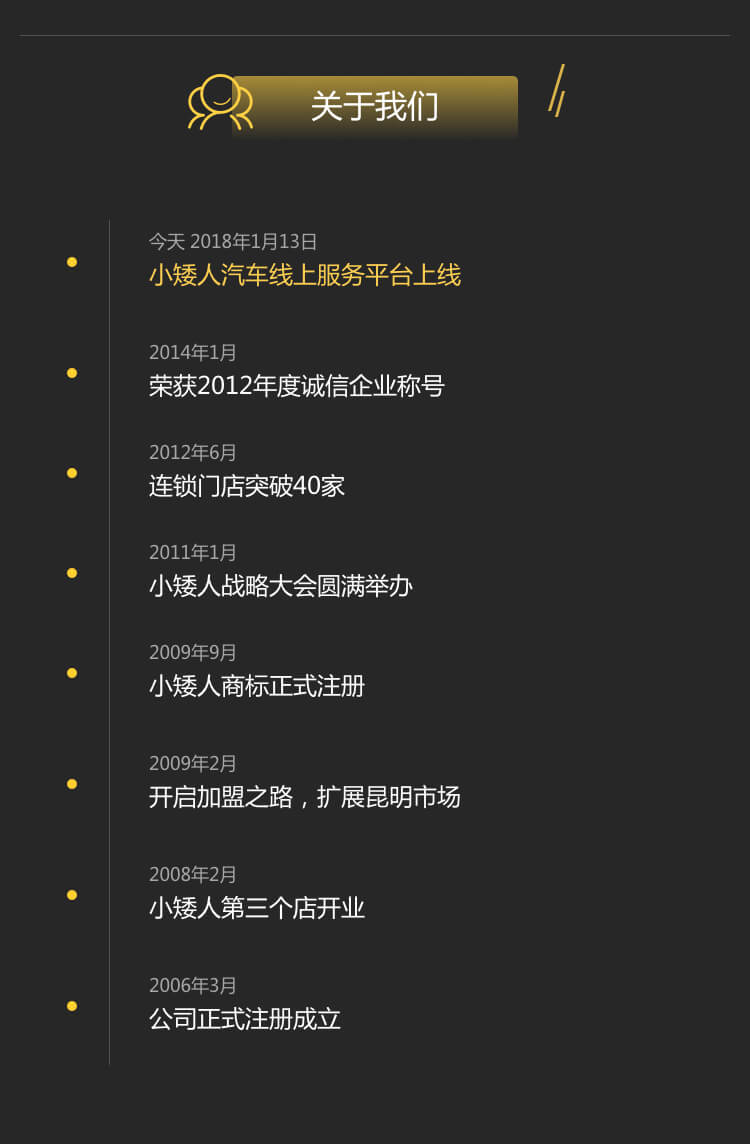 关于我们
今天 2018年1月13日
小矮人汽车线上服务平台上线
2014年1月
荣获2012年度诚信企业称号
2012年6月
连锁门店突破40家
2011年1月
小矮人战略大会圆满举办
2009年9月
小矮人商标正式注册
2009年2月
开启加盟之路，扩展昆明市场
2008年2月
小矮人第三个店开业
2006年3月
公司正式注册成立